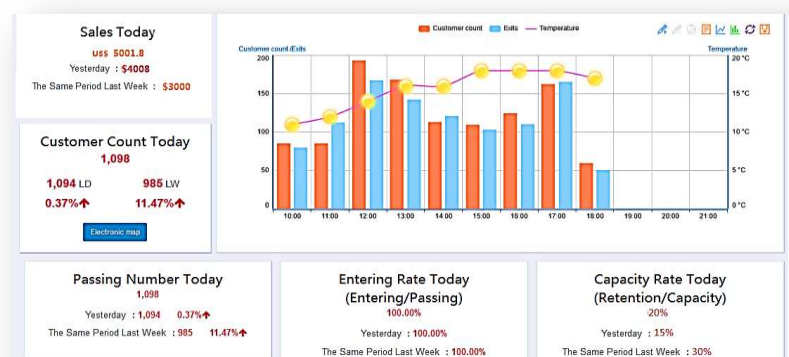 Sales Today
US$ 5001.8
Yesterday : $4008
The Same Period Last Week : $3000
Customer Count Today
1,098
1,094 LD 985 LW
0.37%↑ 11.47%↑
Electronic map
Customer count Exits Temperature
Customer count /Exits Temperature
200 20 °C
150 15 °C
100 10 °C
50 5 °C
0 0 °C
10:00 11:00 12:00 13:00 14:00 15:00 16:00 17:00 18:00 19:00 20:00 21:00
Passing Number Today
1,098
Yesterday : 1,094 0.37%↑
The Same Period Last Week : 985 11.47%↑
Entering Rate Today
(Entering/Passing)
100.00%
Yesterday : 100.00%
The Same Period Last Week : 100.00%
Capacity Rate Today
(Retention/Capacity)
20%
Yesterday : 15%
The Same Period Last Week : 30%